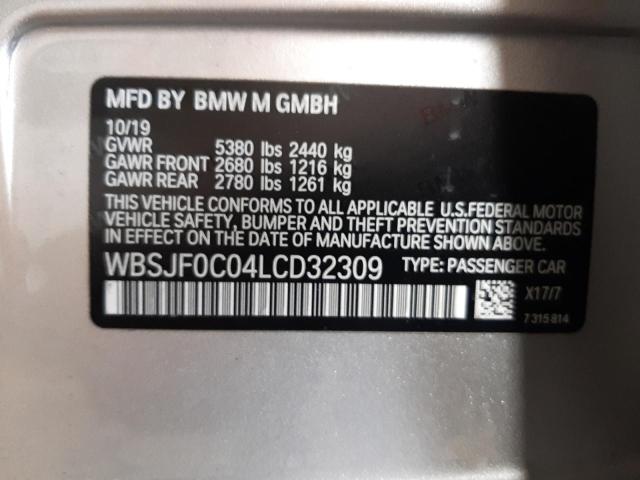 MFD BY BMW M GMBH
10/19
GVWR 5380 lbs 2440 kg
GAWR FRONT 2680 lbs 1216 kg
GAWR REAR 2780 lbs 1261 kg
THIS VEHICLE CONFORMS TO ALL APPLICABLE U.S.FEDERAL MOTOR
VEHICLE SAFETY, BUMPER AND THEFT PREVENTION STANDARDS
IN EFFECT ON THE DATE OF MANUFACTURE SHOWN ABOVE.
WBSJF0C04LCD32309 TYPE: PASSENGER CAR
X17/7
7 315 814